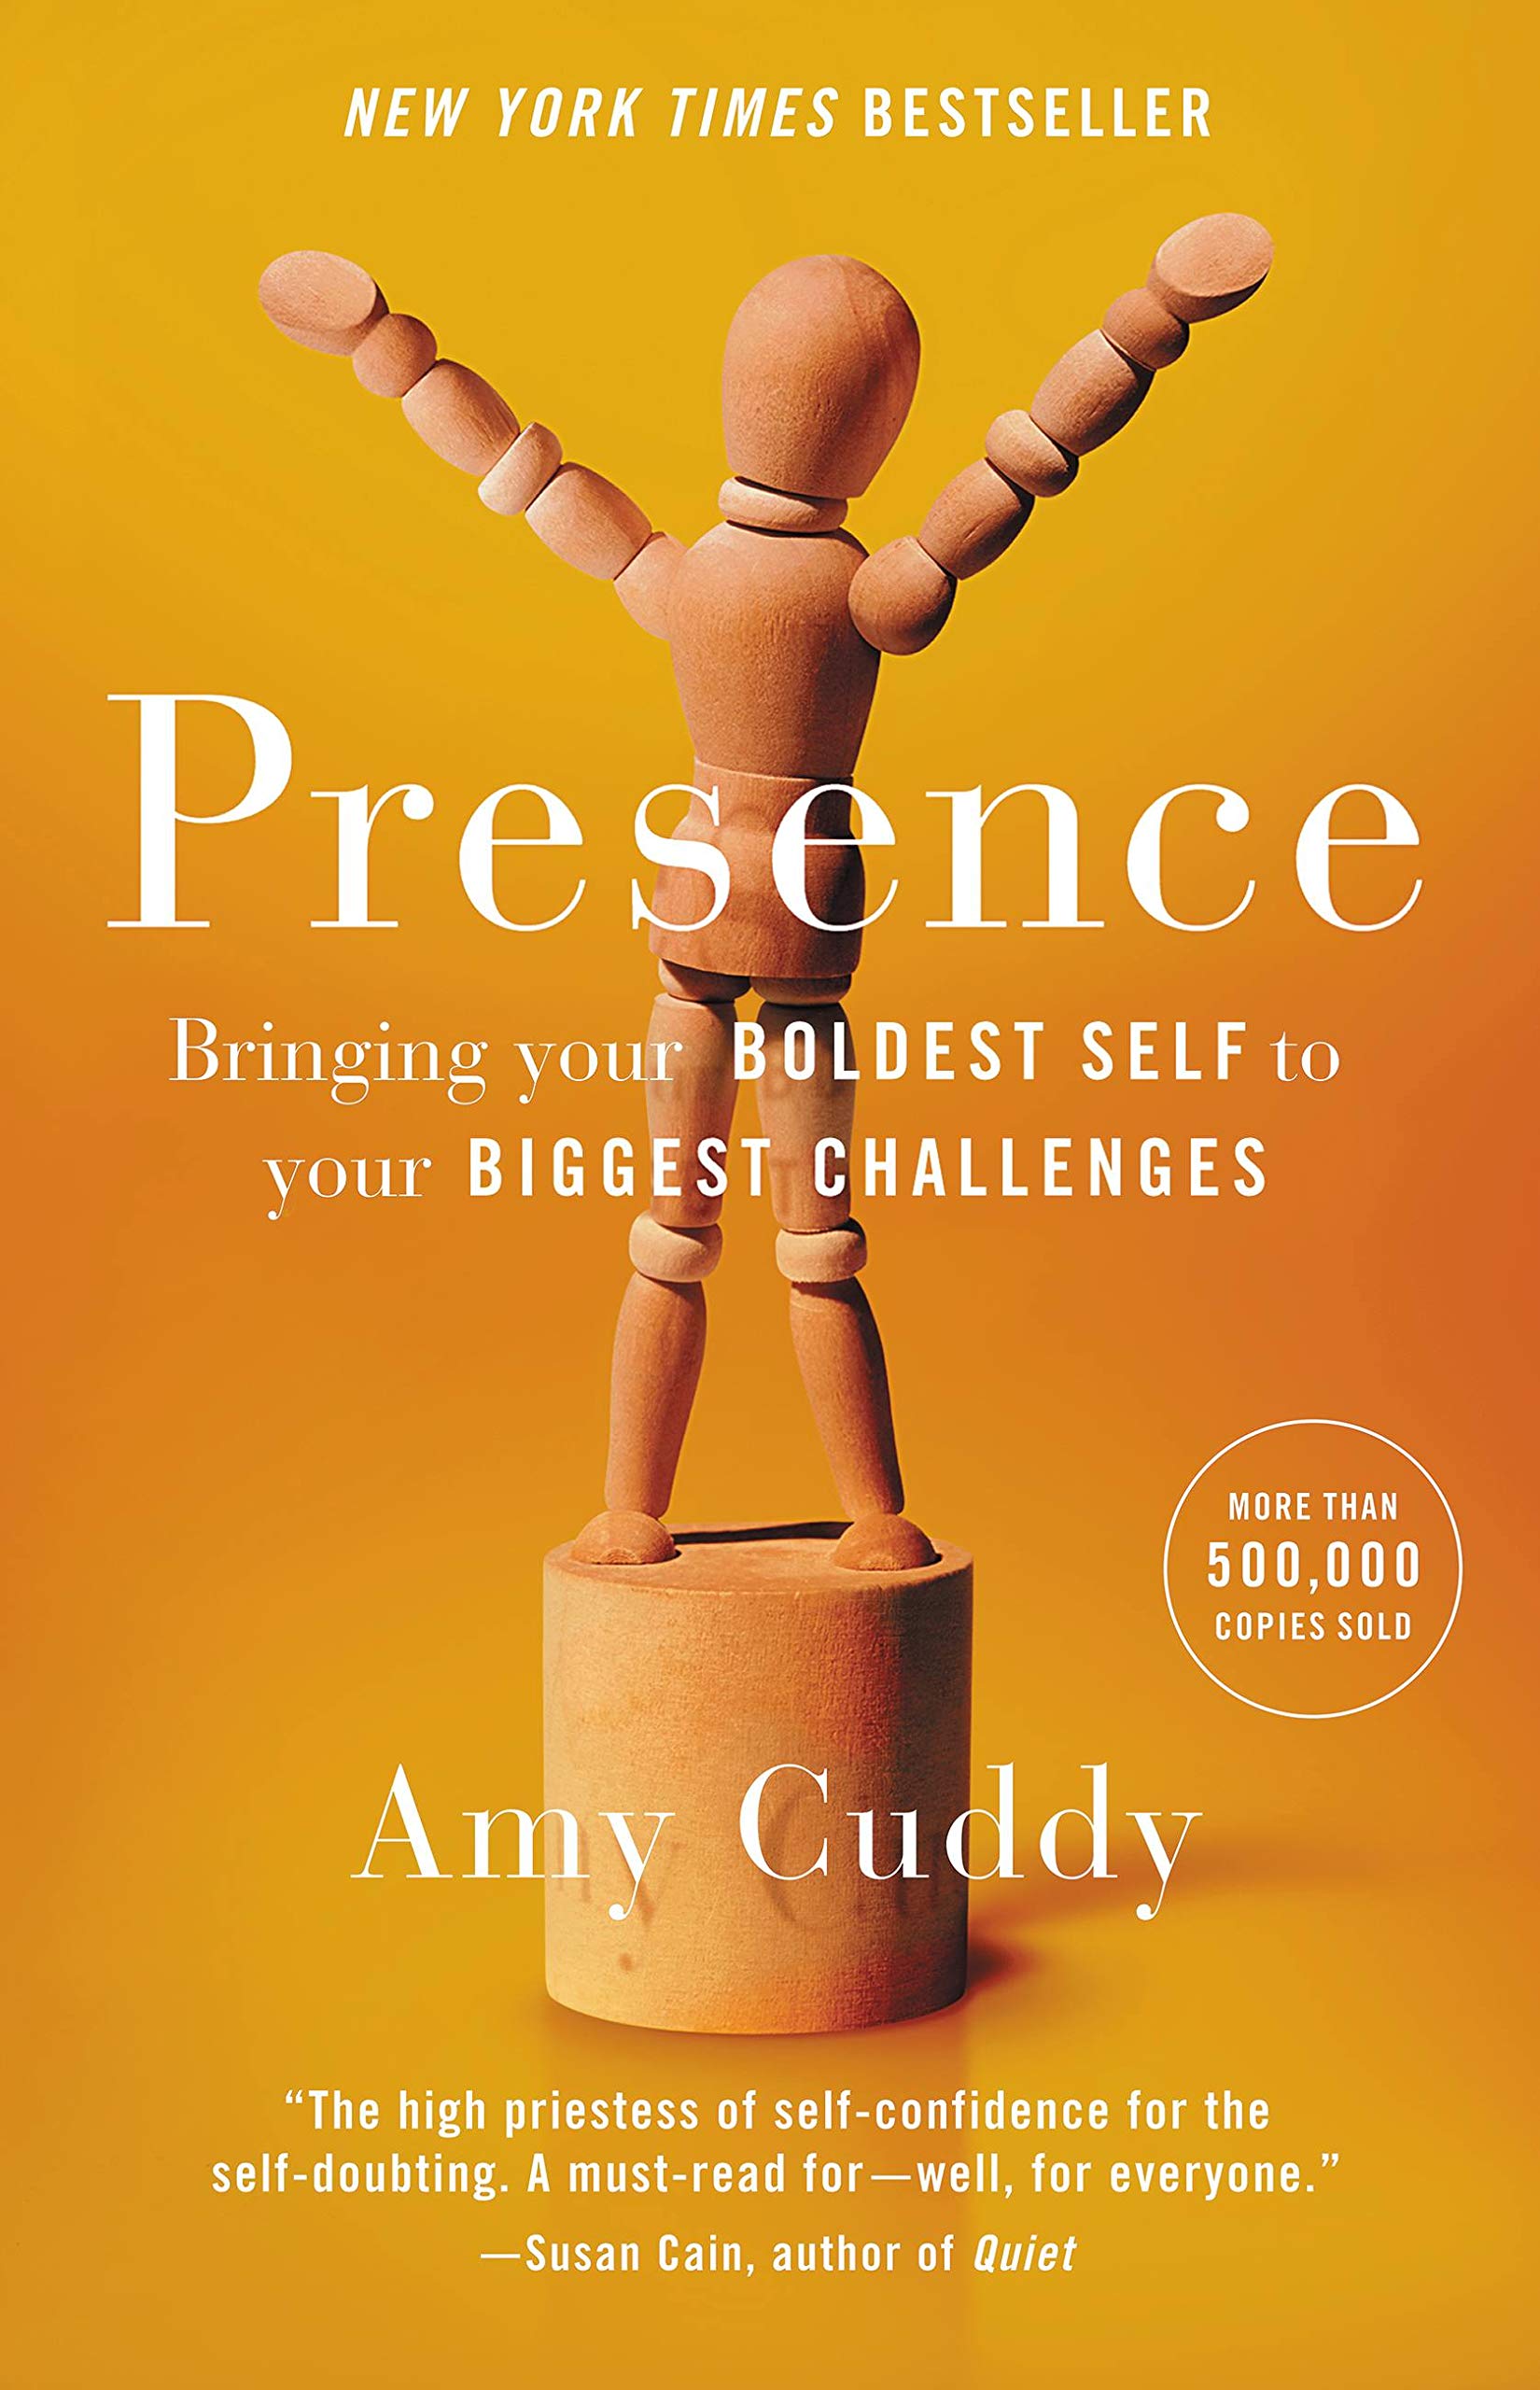 NEW YORK TIMES BESTSELLER
Presence
Bringing your BOLDEST SELF to
your BIGGEST CHALLENGES
MORE THAN
500,000
COPIES SOLD
Amy Cuddy
“The high priestess of self-confidence for the
self-doubting. A must-read for—well, for everyone.”
—Susan Cain, author of Quiet